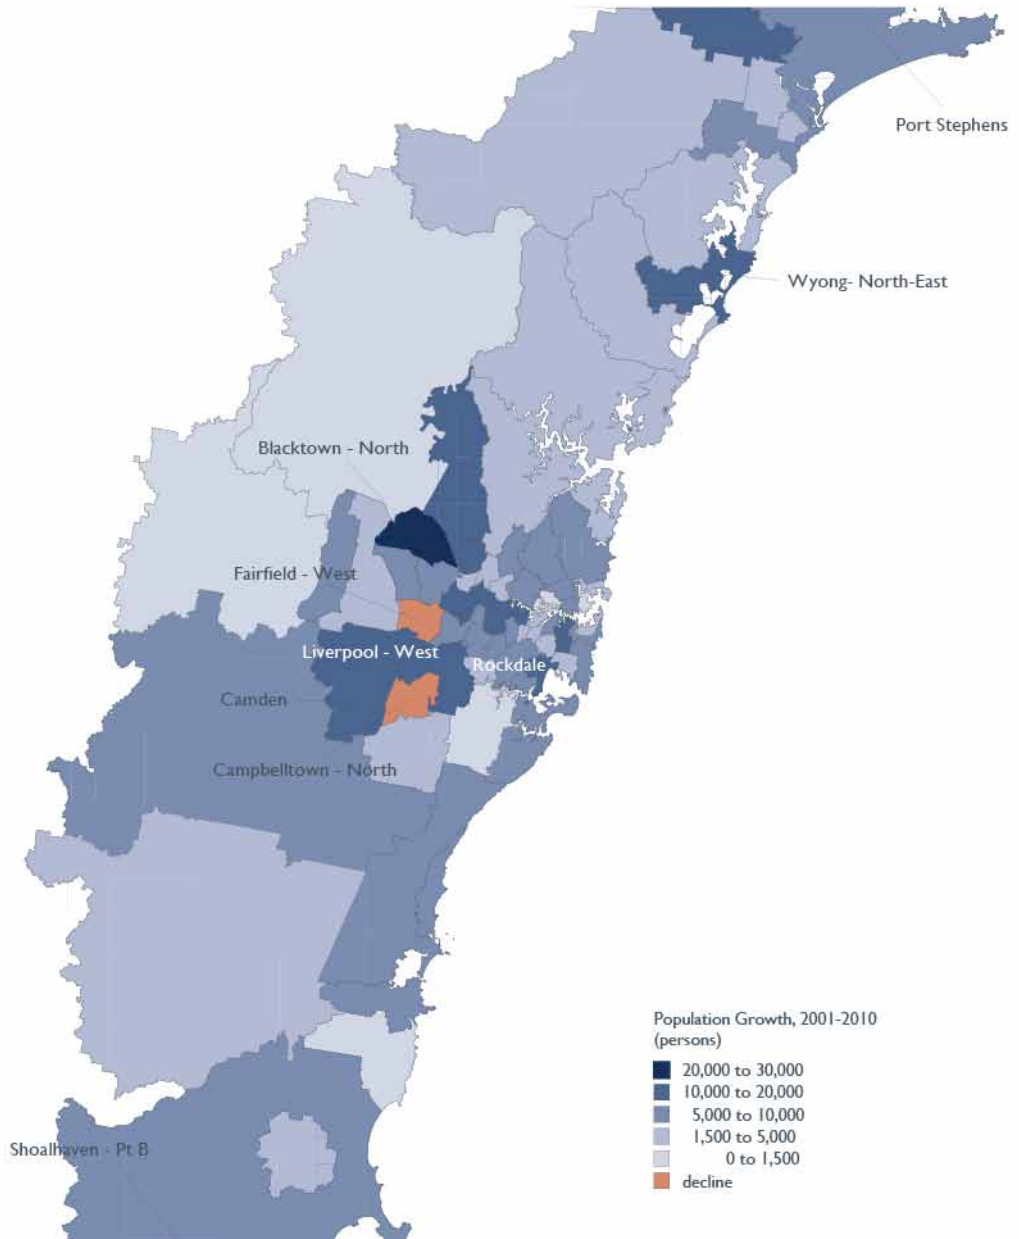 Port Stephens
Wyong- North-East
Blacktown - North
Fairfield - West
Liverpool - West
Rockdale
Camden
Campbelltown - North
Population Growth, 2001-2010
(persons)
20,000 to 30,000
10,000 to 20,000
5,000 to 10,000
1,500 to 5,000
0 to 1,500
decline
Shoalhaven - Pt B